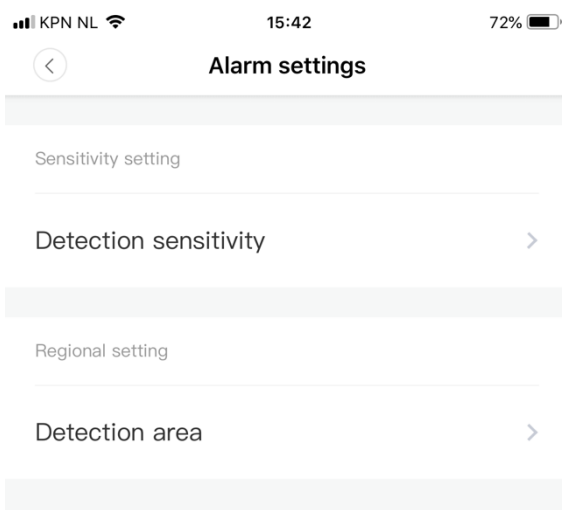 KPN NL 15:42 72%
Alarm settings
Sensitivity setting
Detection sensitivity
Regional setting
Detection area